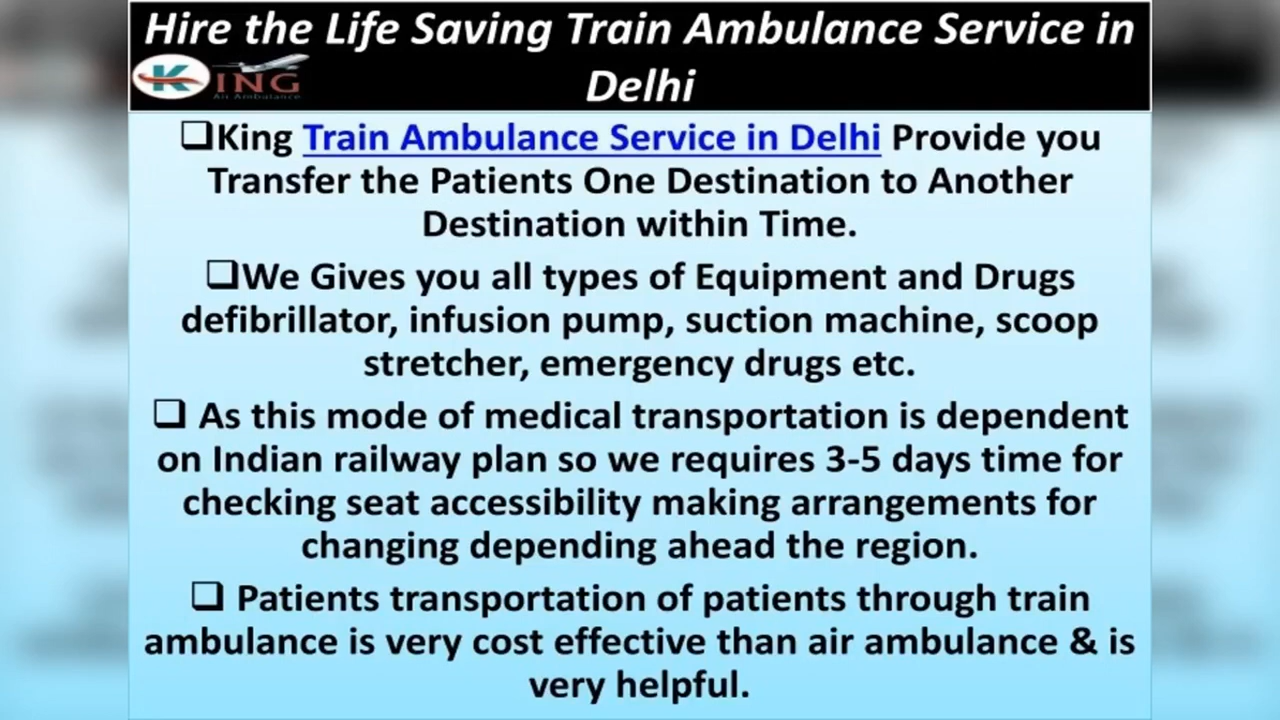 Hire the Life Saving Train Ambulance Service in
Delhi
KING
Air Ambulance
❑King Train Ambulance Service in Delhi Provide you
Transfer the Patients One Destination to Another
Destination within Time.
❑We Gives you all types of Equipment and Drugs
defibrillator, infusion pump, suction machine, scoop
stretcher, emergency drugs etc.
❑ As this mode of medical transportation is dependent
on Indian railway plan so we requires 3-5 days time for
checking seat accessibility making arrangements for
changing depending ahead the region.
❑ Patients transportation of patients through train
ambulance is very cost effective than air ambulance & is
very helpful.